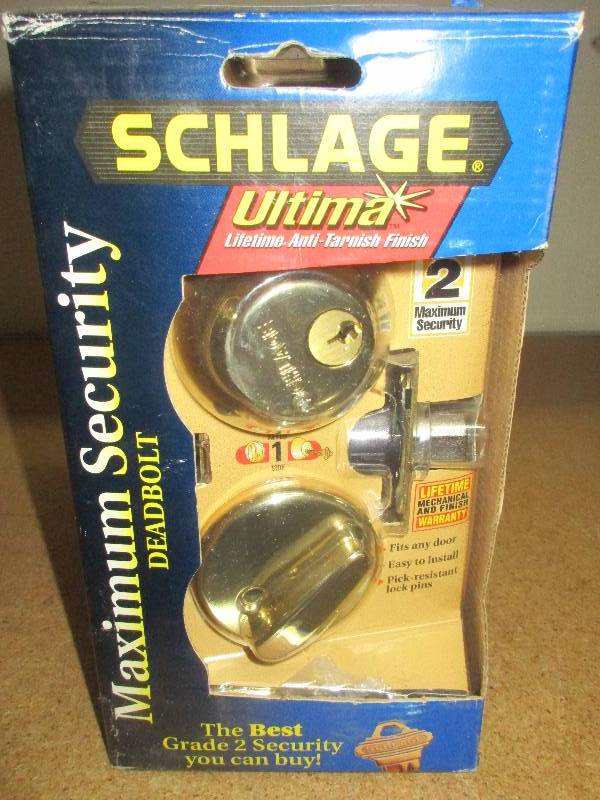 SCHLAGE®
Ultima™
Lifetime Anti-Tarnish Finish
2
Maximum
Security
Maximum Security
DEADBOLT
1
SIDE
LIFETIME
MECHANICAL
AND FINISH
WARRANTY
Fits any door
Easy to install
Pick-resistant
lock pins
The Best
Grade 2 Security
you can buy!